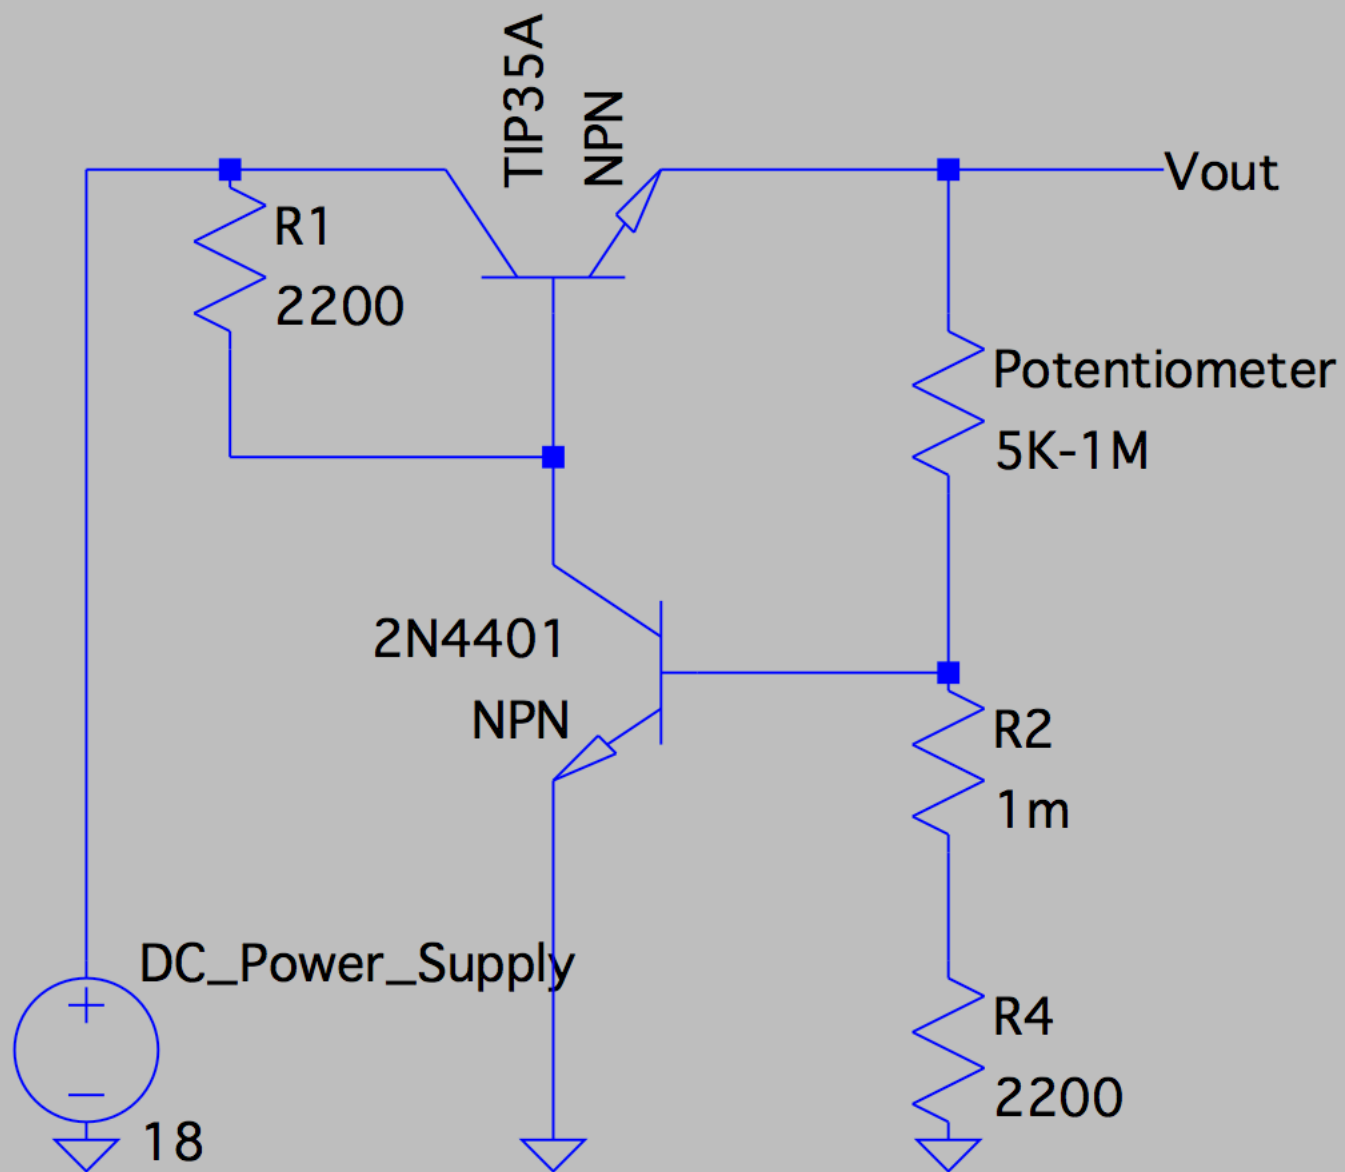 TIP35A
NPN
Vout
R1
2200
Potentiometer
5K-1M
2N4401
NPN
R2
1m
DC_Power_Supply
+
−
18
R4
2200